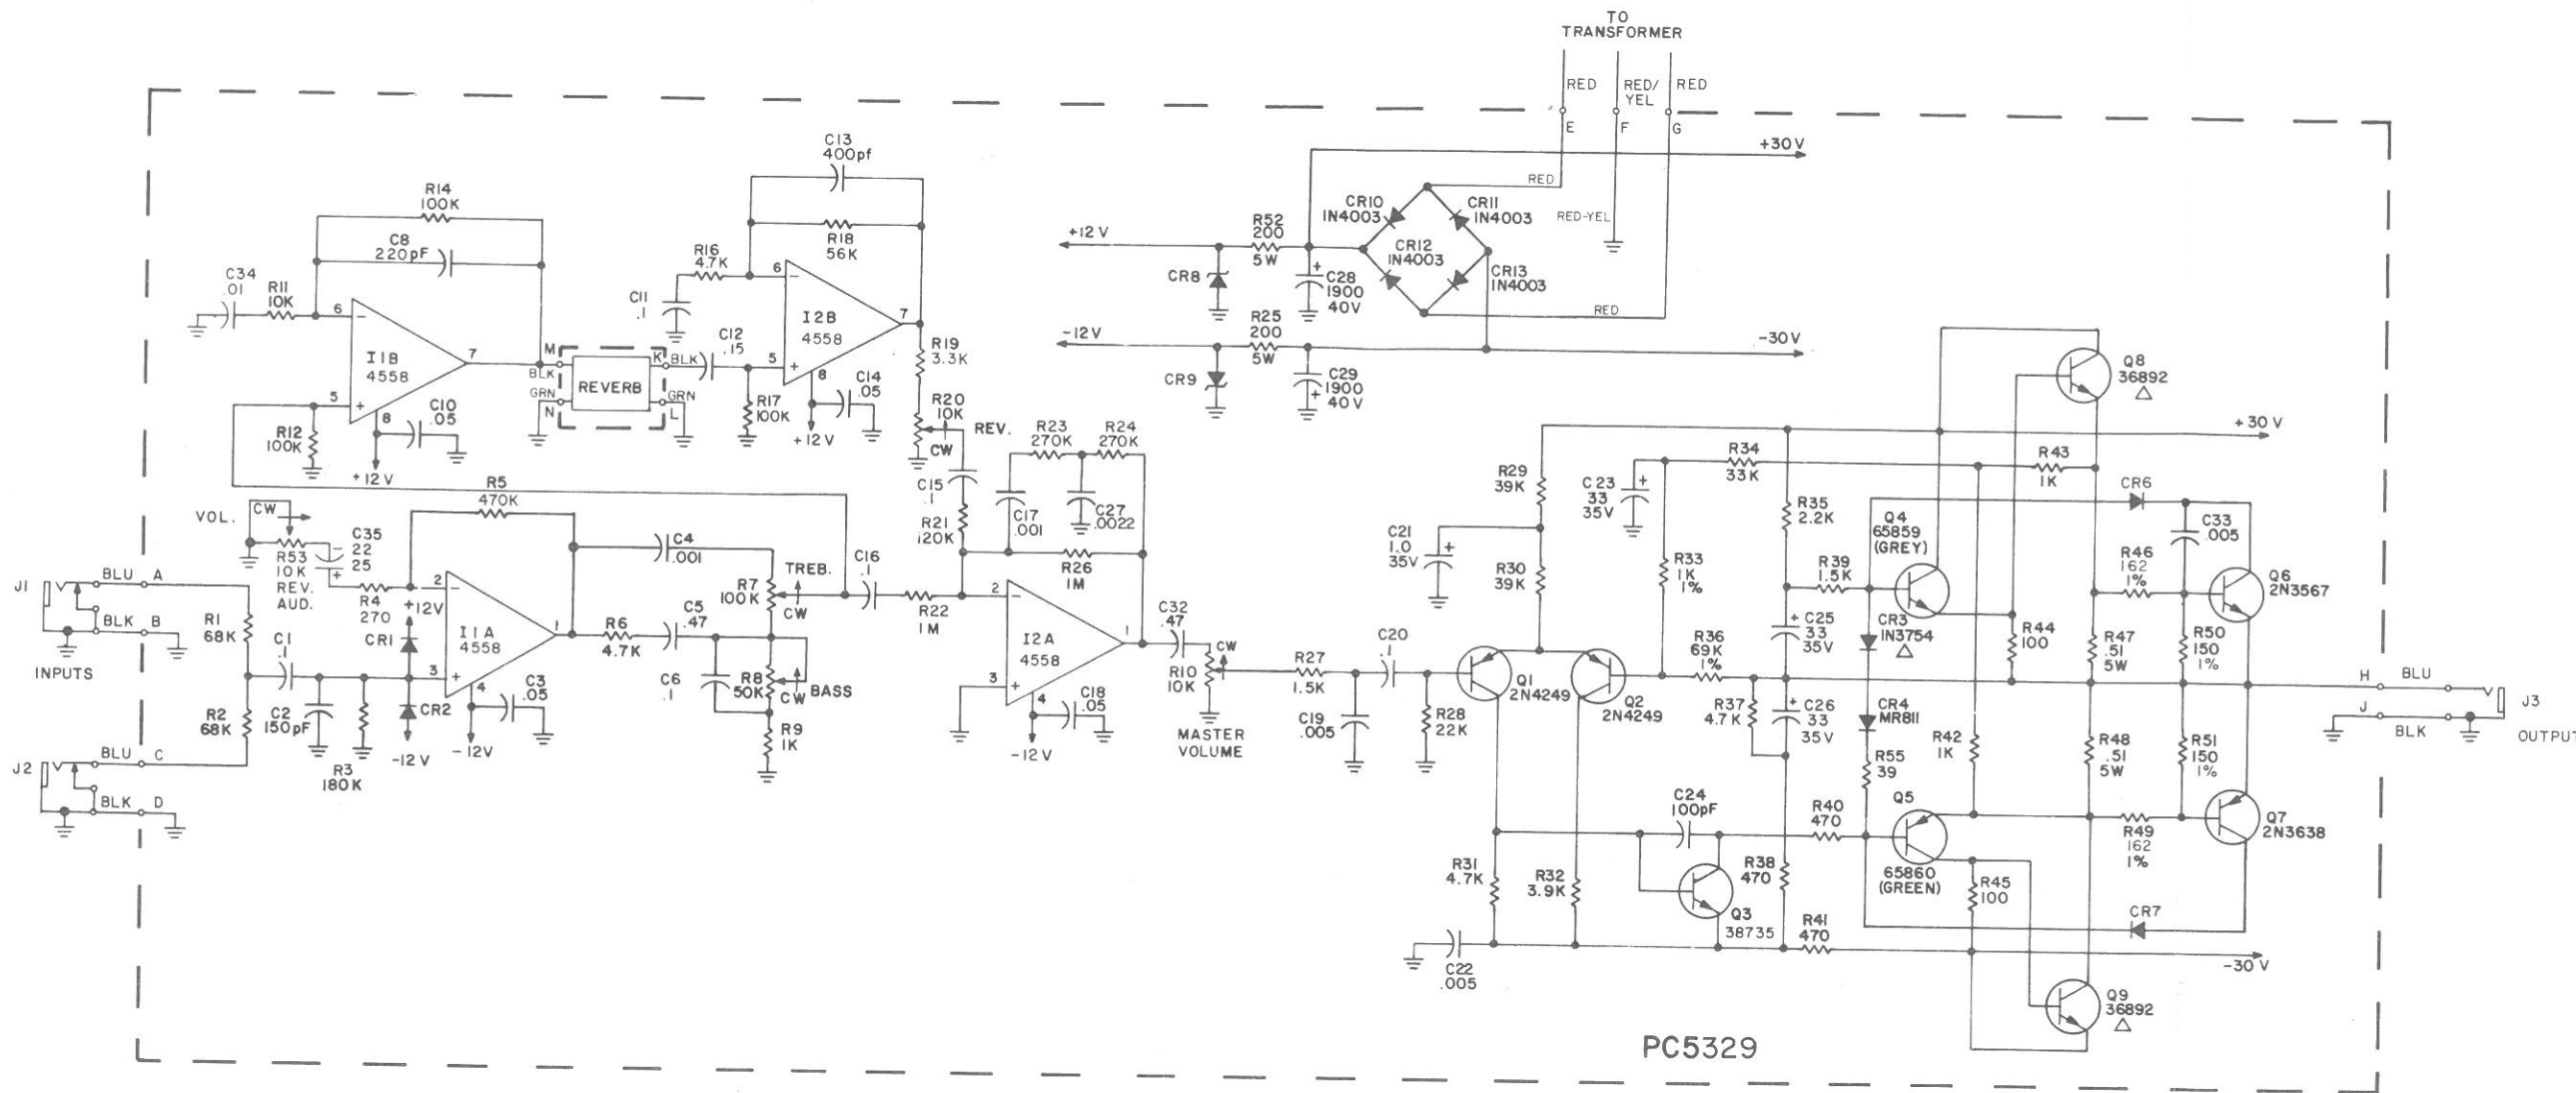 TO
TRANSFORMER
RED
RED/
YEL
RED
E
F
G
+30V
RED
RED-YEL
RED
CR10
IN4003
CR11
IN4003
CR12
IN4003
CR13
IN4003
+12V
R52
200
5W
CR8
+
C28
1900
40V
-12V
R25
200
5W
-30V
CR9
C29
1900
+
40V
C13
400pf
R14
100K
C8
220pF
R18
56K
R16
4.7K
C34
.01
R11
10K
6
-
I1B
4558
7
5
+
8
C10
.05
R12
100K
+12V
M
BLK
GRN
N
REVERB
K
BLK
GRN
L
C11
.1
C12
.15
6
-
I2B
4558
7
5
+
8
C14
.05
R17
100K
+12V
R19
3.3K
R20
10K
CW
REV.
C15
.1
R21
120K
R23
270K
R24
270K
C17
.001
C27
.0022
R26
1M
R5
470K
VOL.
CW
R53
10K
REV.
AUD.
C35
22
25
+
R4
270
2
-
+12V
CR1
I1A
4558
1
3
+
4
CR2
-12V
-12V
C3
.05
J1
BLU
A
BLK
B
INPUTS
J2
BLU
C
BLK
D
R1
68K
R2
68K
C1
.1
C2
150pF
R3
180K
C4
.001
R6
4.7K
C5
.47
C6
.1
R7
100K
TREB.
CW
R8
50K
CW
BASS
R9
1K
C16
.1
R22
1M
2
-
I2A
4558
1
3
+
4
-12V
C18
.05
C32
.47
CW
R10
10K
MASTER
VOLUME
R27
1.5K
C19
.005
C20
.1
R28
22K
Q1
2N4249
Q2
2N4249
R29
39K
C21
1.0
35V
+
R30
39K
C23
33
35V
+
R33
1K
1%
R34
33K
R35
2.2K
R36
69K
1%
R37
4.7K
+
C25
33
35V
+
C26
33
35V
R39
1.5K
Q4
65859
(GREY)
CR3
IN3754
△
CR4
MR811
R55
39
R42
1K
R43
1K
R44
100
Q8
36892
△
+30V
CR6
C33
.005
R46
162
1%
Q6
2N3567
R47
.51
5W
R50
150
1%
R48
.51
5W
R51
150
1%
H
BLU
J
BLK
J3
OUTPUT
R49
162
1%
Q7
2N3638
C24
100pF
R40
470
Q5
65860
(GREEN)
R45
100
R31
4.7K
R32
3.9K
Q3
38735
R38
470
R41
470
CR7
-30V
C22
.005
Q9
36892
△
PC5329